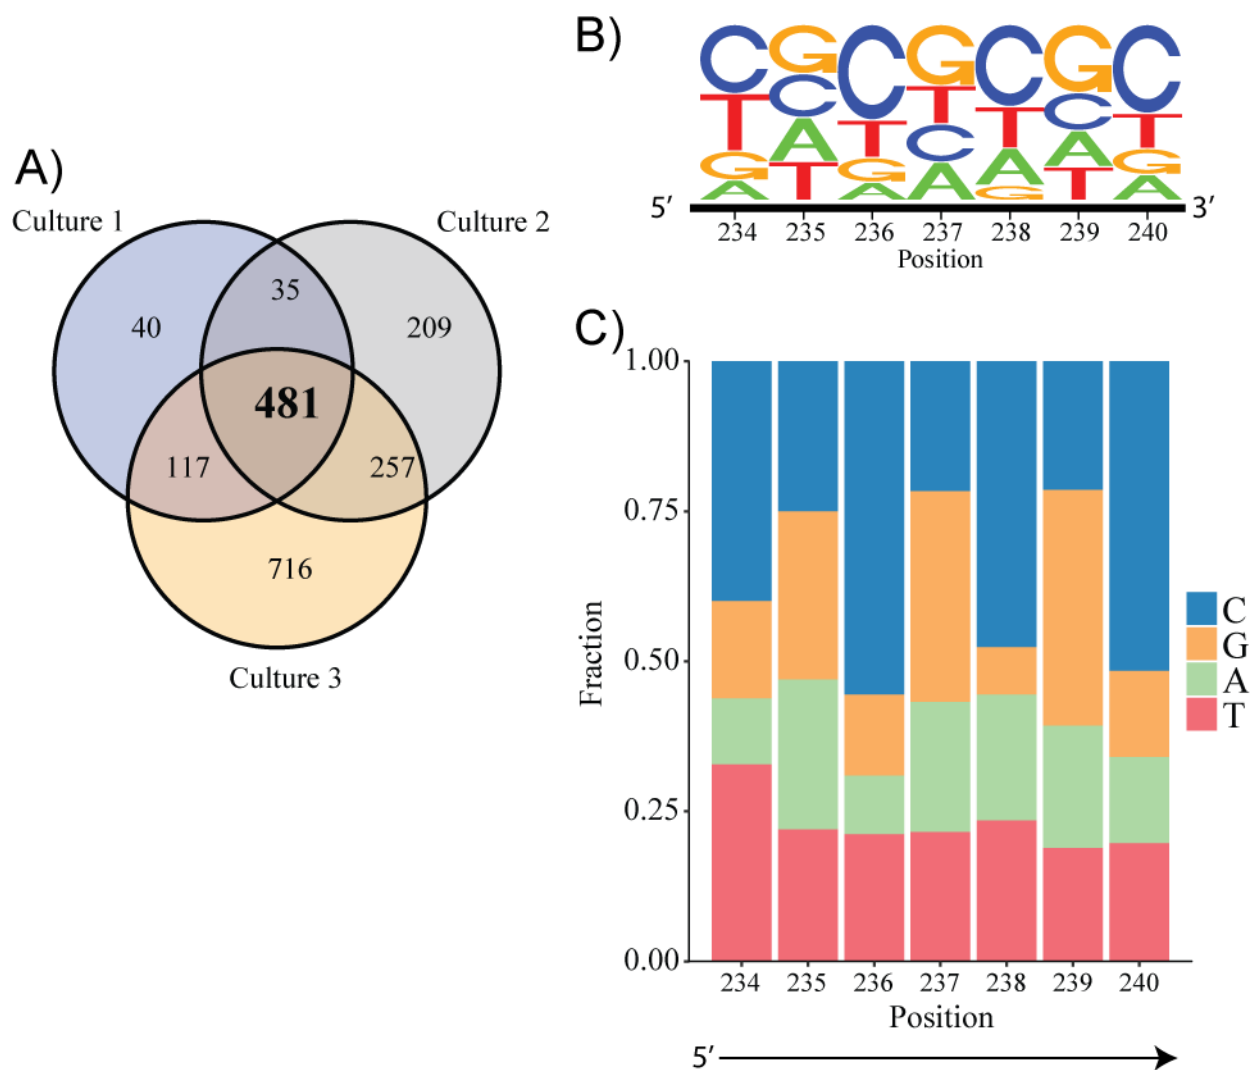 A)
Culture 1
Culture 2
35
40
209
481
117
257
716
Culture 3
B)
C G C G C G C
T C T T T C T
G A G C A A G
A T A A G T A
5′ 3′
234 235 236 237 238 239 240
Position
C)
1.00
0.75
0.50
0.25
0.00
Fraction
C
G
A
T
234 235 236 237 238 239 240
Position
5′